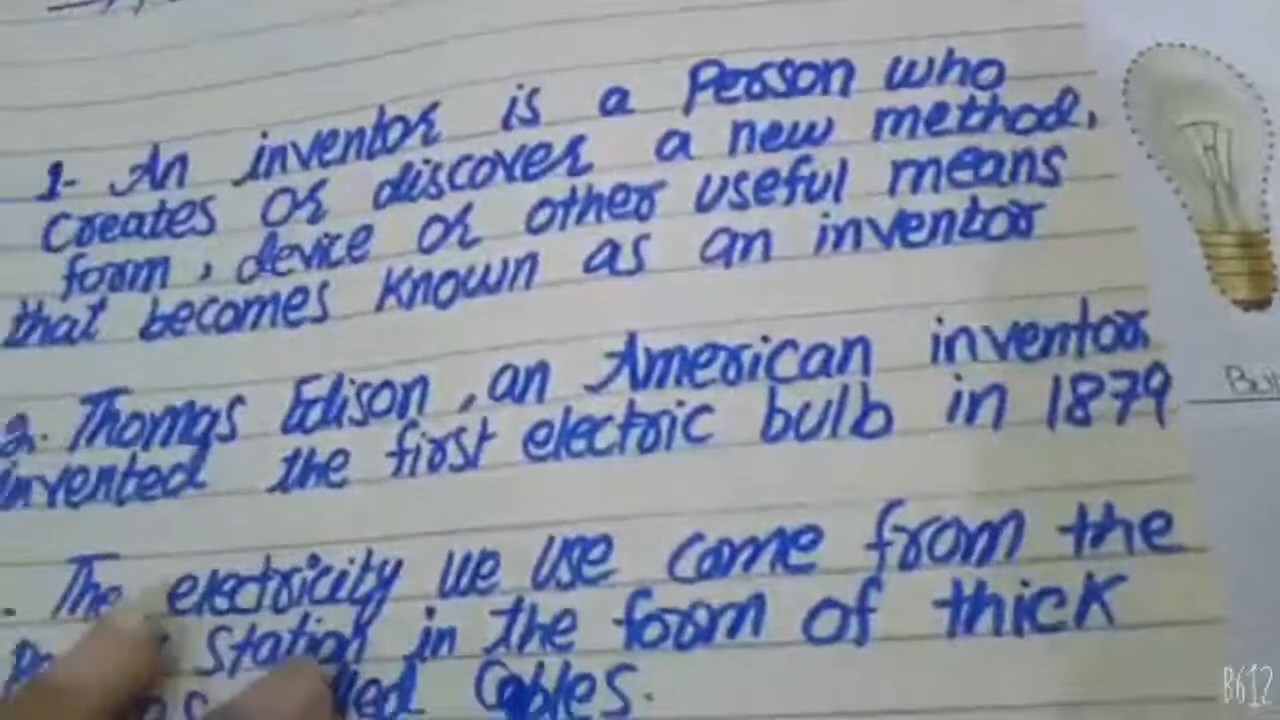 1- An inventor is a Person who
creates or discover a new method,
form, device or other useful means
that becomes known as an inventor
2. Thomas Edison, an American inventor
invented the first electric bulb in 1879
The electricity we use come from the
Station in the form of thick
Cables.
B612